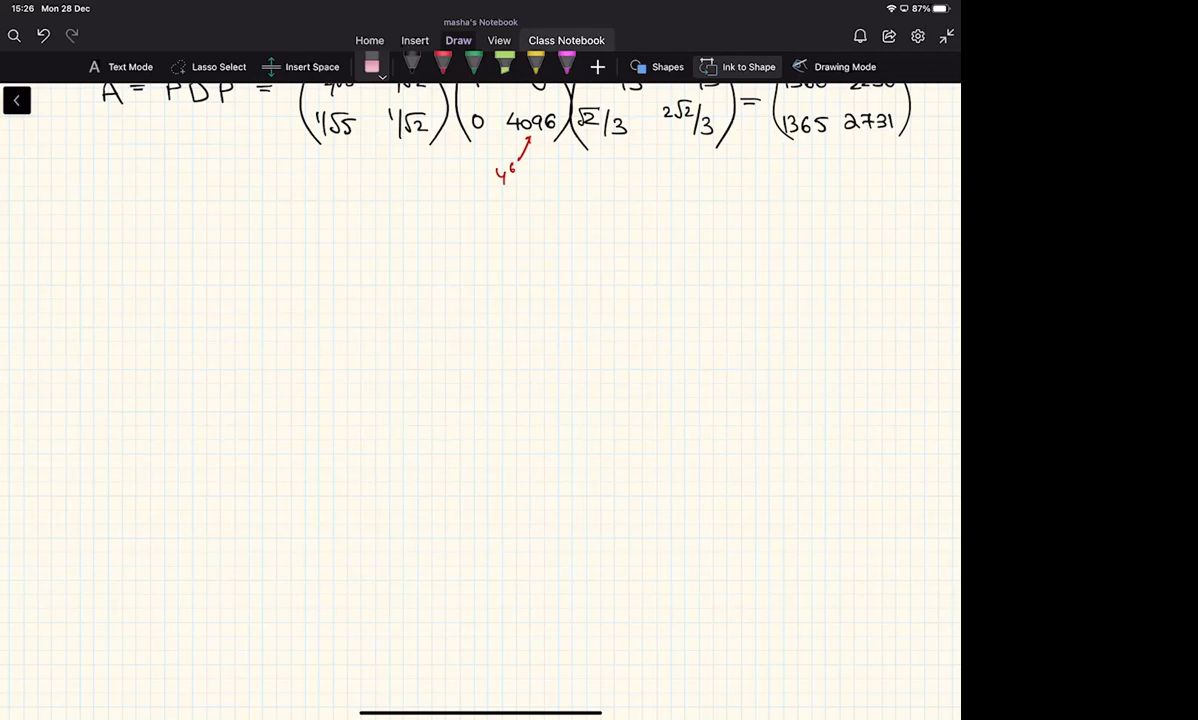 15:26 Mon 28 Dec
87%
masha's Notebook
Home Insert Draw View Class Notebook
Text Mode Lasso Select Insert Space Shapes Ink to Shape Drawing Mode
A = PDP =
1/√5 1/√2 0 4096 √2/3 2√2/3 = 1365 2731
4⁶